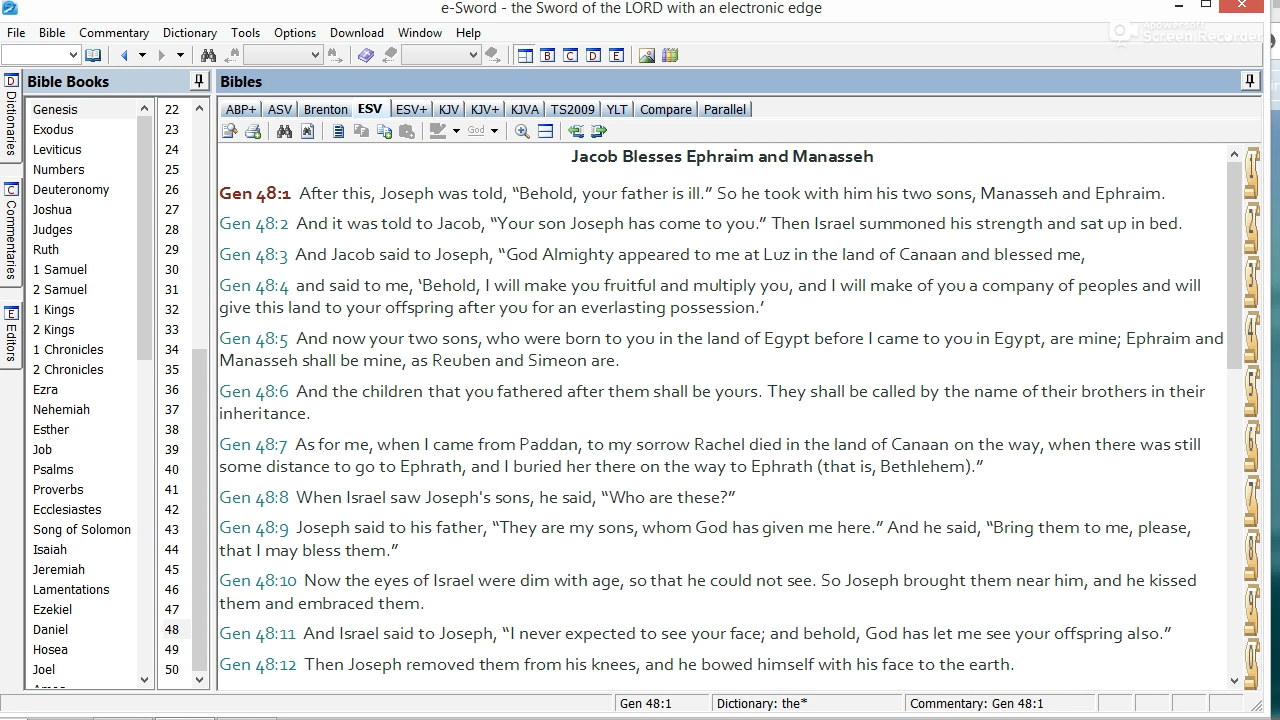 e-Sword - the Sword of the LORD with an electronic edge
File Bible Commentary Dictionary Tools Options Download Window Help
Apowersoft
Screen Recorder
B C D E
Dictionaries
Commentaries
Editors
Bible Books
Genesis 22
Exodus 23
Leviticus 24
Numbers 25
Deuteronomy 26
Joshua 27
Judges 28
Ruth 29
1 Samuel 30
2 Samuel 31
1 Kings 32
2 Kings 33
1 Chronicles 34
2 Chronicles 35
Ezra 36
Nehemiah 37
Esther 38
Job 39
Psalms 40
Proverbs 41
Ecclesiastes 42
Song of Solomon 43
Isaiah 44
Jeremiah 45
Lamentations 46
Ezekiel 47
Daniel 48
Hosea 49
Joel 50
Bibles
ABP+ ASV Brenton ESV ESV+ KJV KJV+ KJVA TS2009 YLT Compare Parallel
God
Jacob Blesses Ephraim and Manasseh
Gen 48:1 After this, Joseph was told, “Behold, your father is ill.” So he took with him his two sons, Manasseh and Ephraim.
Gen 48:2 And it was told to Jacob, “Your son Joseph has come to you.” Then Israel summoned his strength and sat up in bed.
Gen 48:3 And Jacob said to Joseph, “God Almighty appeared to me at Luz in the land of Canaan and blessed me,
Gen 48:4 and said to me, ‘Behold, I will make you fruitful and multiply you, and I will make of you a company of peoples and will
give this land to your offspring after you for an everlasting possession.’
Gen 48:5 And now your two sons, who were born to you in the land of Egypt before I came to you in Egypt, are mine; Ephraim and
Manasseh shall be mine, as Reuben and Simeon are.
Gen 48:6 And the children that you fathered after them shall be yours. They shall be called by the name of their brothers in their
inheritance.
Gen 48:7 As for me, when I came from Paddan, to my sorrow Rachel died in the land of Canaan on the way, when there was still
some distance to go to Ephrath, and I buried her there on the way to Ephrath (that is, Bethlehem).”
Gen 48:8 When Israel saw Joseph's sons, he said, “Who are these?”
Gen 48:9 Joseph said to his father, “They are my sons, whom God has given me here.” And he said, “Bring them to me, please,
that I may bless them.”
Gen 48:10 Now the eyes of Israel were dim with age, so that he could not see. So Joseph brought them near him, and he kissed
them and embraced them.
Gen 48:11 And Israel said to Joseph, “I never expected to see your face; and behold, God has let me see your offspring also.”
Gen 48:12 Then Joseph removed them from his knees, and he bowed himself with his face to the earth.
1
2
3
4
5
6
7
8
9
0
Gen 48:1 Dictionary: the* Commentary: Gen 48:1